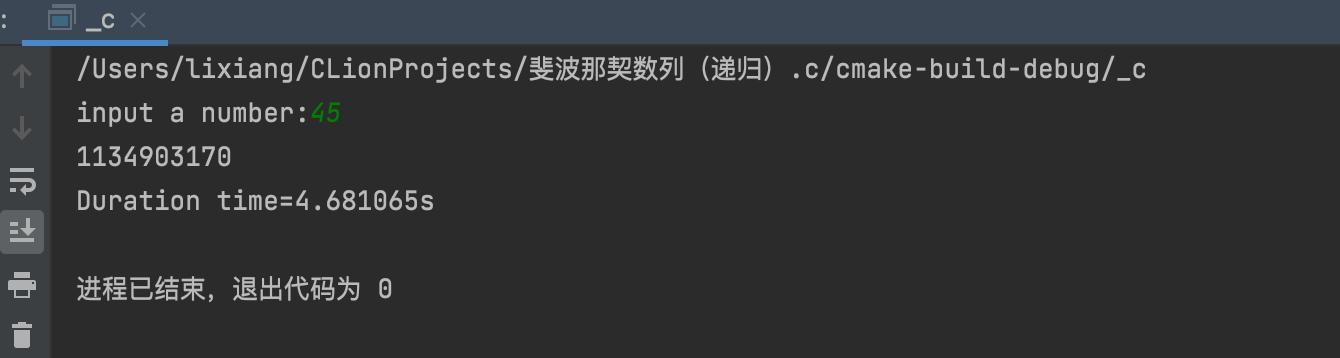 : _c
/Users/lixiang/CLionProjects/斐波那契数列（递归）.c/cmake-build-debug/_c
input a number:45
1134903170
Duration time=4.681065s
进程已结束，退出代码为 0